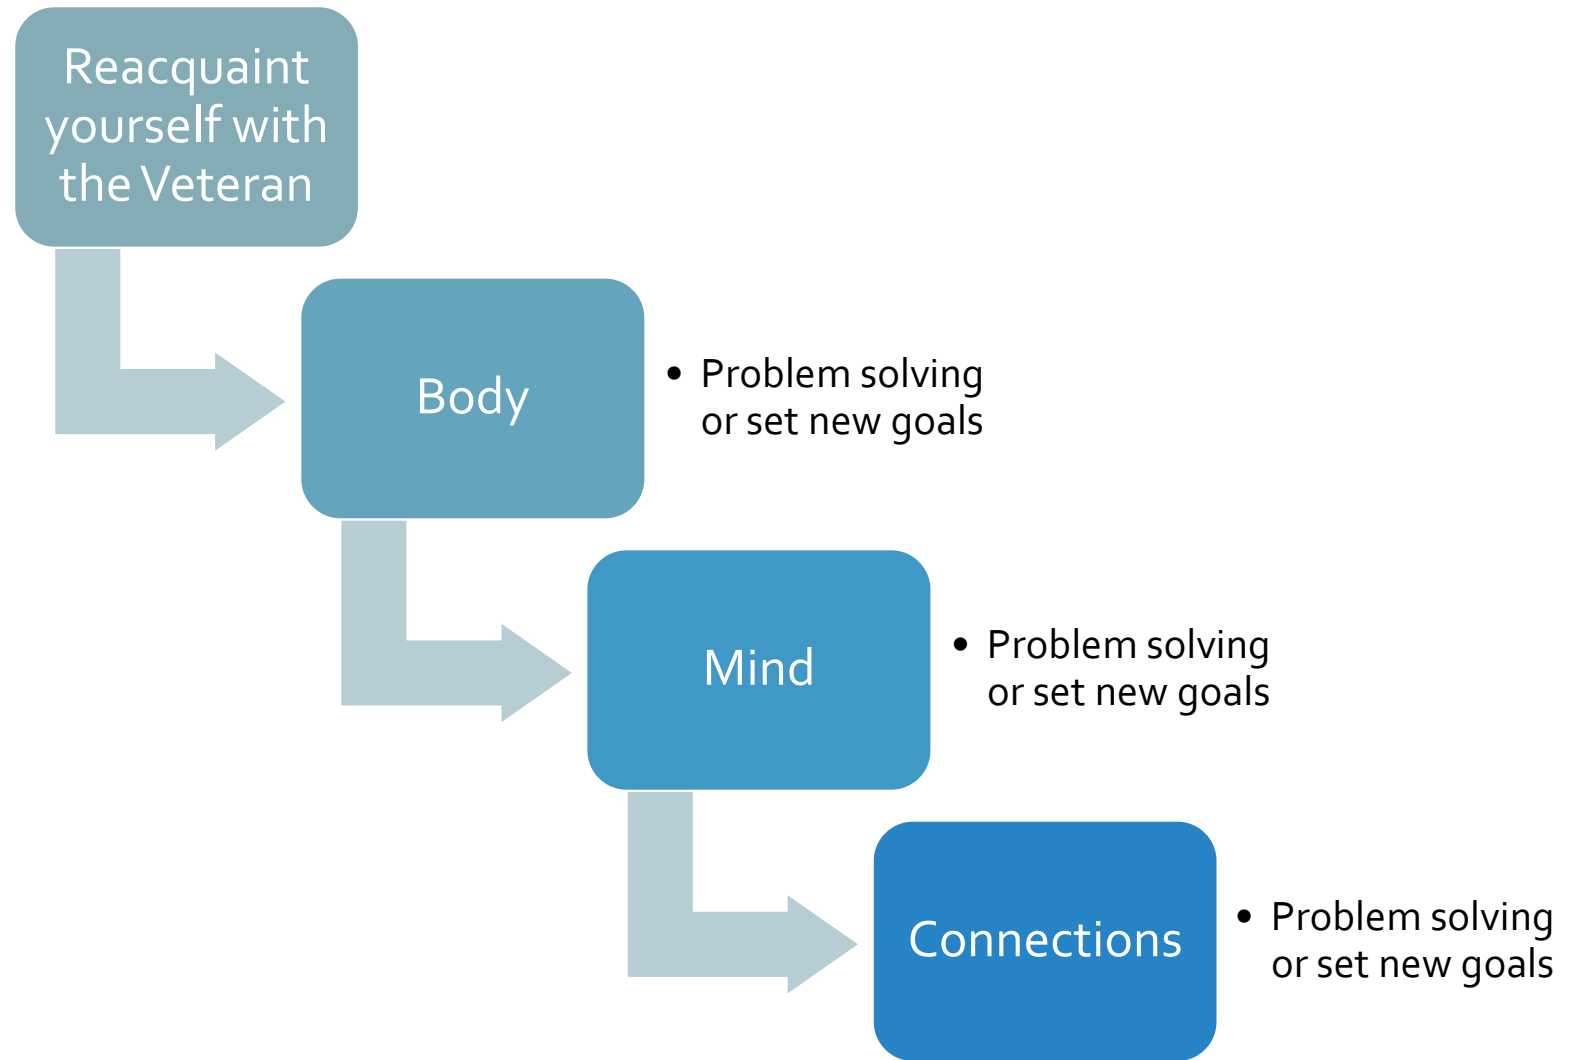 Reacquaint
yourself with
the Veteran
Body
• Problem solving
or set new goals
Mind
• Problem solving
or set new goals
Connections
• Problem solving
or set new goals